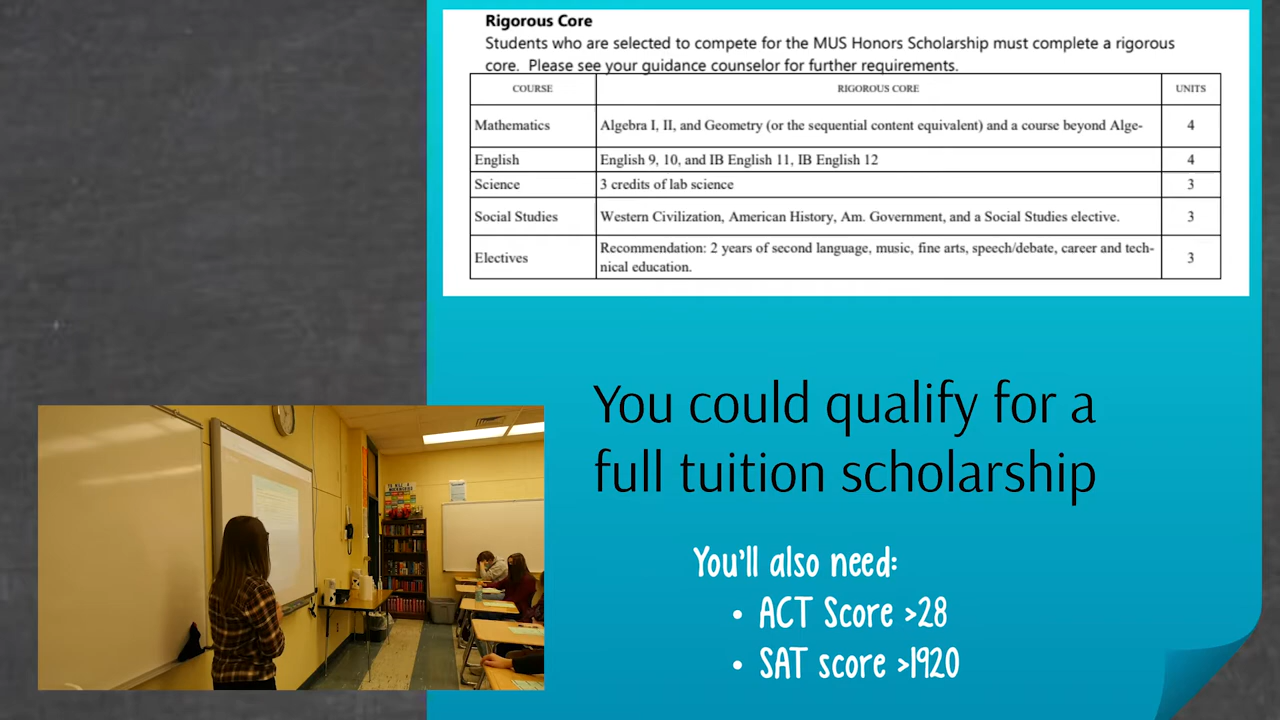 Rigorous Core
Students who are selected to compete for the MUS Honors Scholarship must complete a rigorous
core. Please see your guidance counselor for further requirements.
COURSE RIGOROUS CORE UNITS
Mathematics Algebra I, II, and Geometry (or the sequential content equivalent) and a course beyond Alge- 4
English English 9, 10, and IB English 11, IB English 12 4
Science 3 credits of lab science 3
Social Studies Western Civilization, American History, Am. Government, and a Social Studies elective. 3
Electives Recommendation: 2 years of second language, music, fine arts, speech/debate, career and tech-
nical education. 3
You could qualify for a
full tuition scholarship
You'll also need:
• ACT Score >28
• SAT score >1920